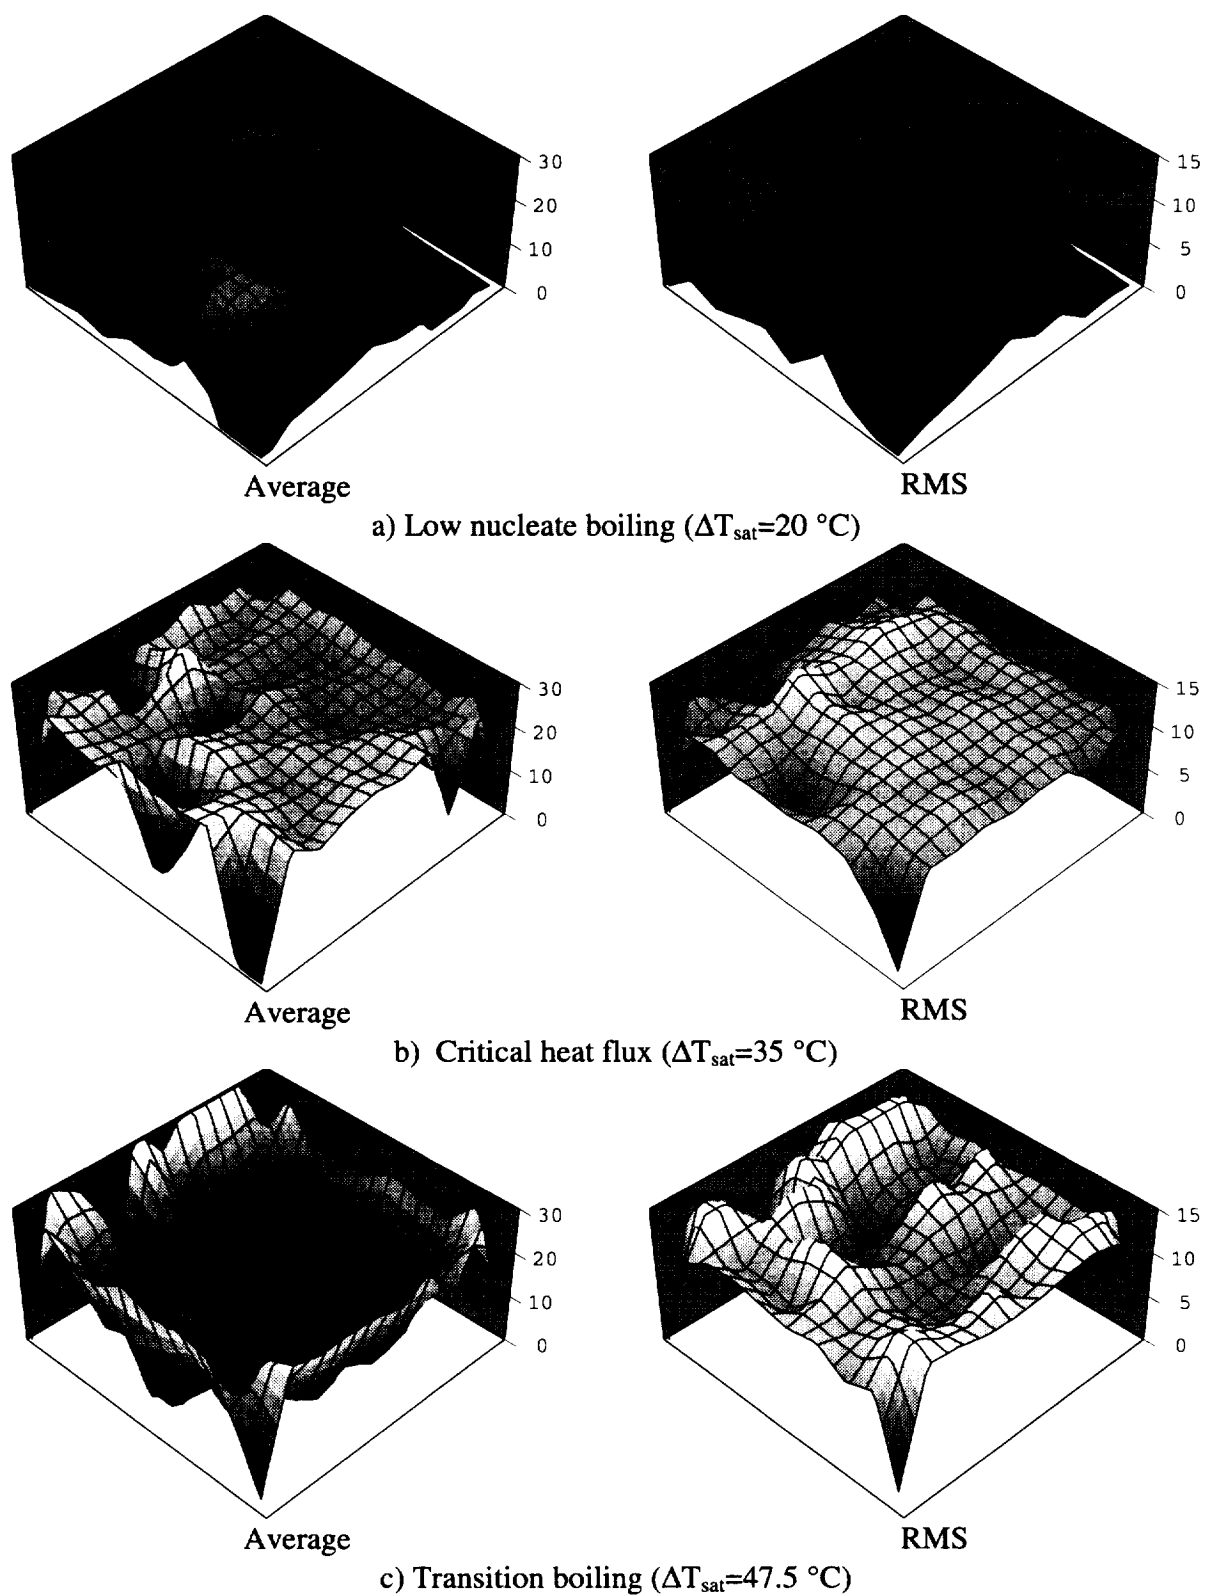 30 15
20 10
10 5
0 0
Average RMS
a) Low nucleate boiling (ΔTsat=20 °C)
30 15
20 10
10 5
0 0
Average RMS
b) Critical heat flux (ΔTsat=35 °C)
30 15
20 10
10 5
0 0
Average RMS
c) Transition boiling (ΔTsat=47.5 °C)